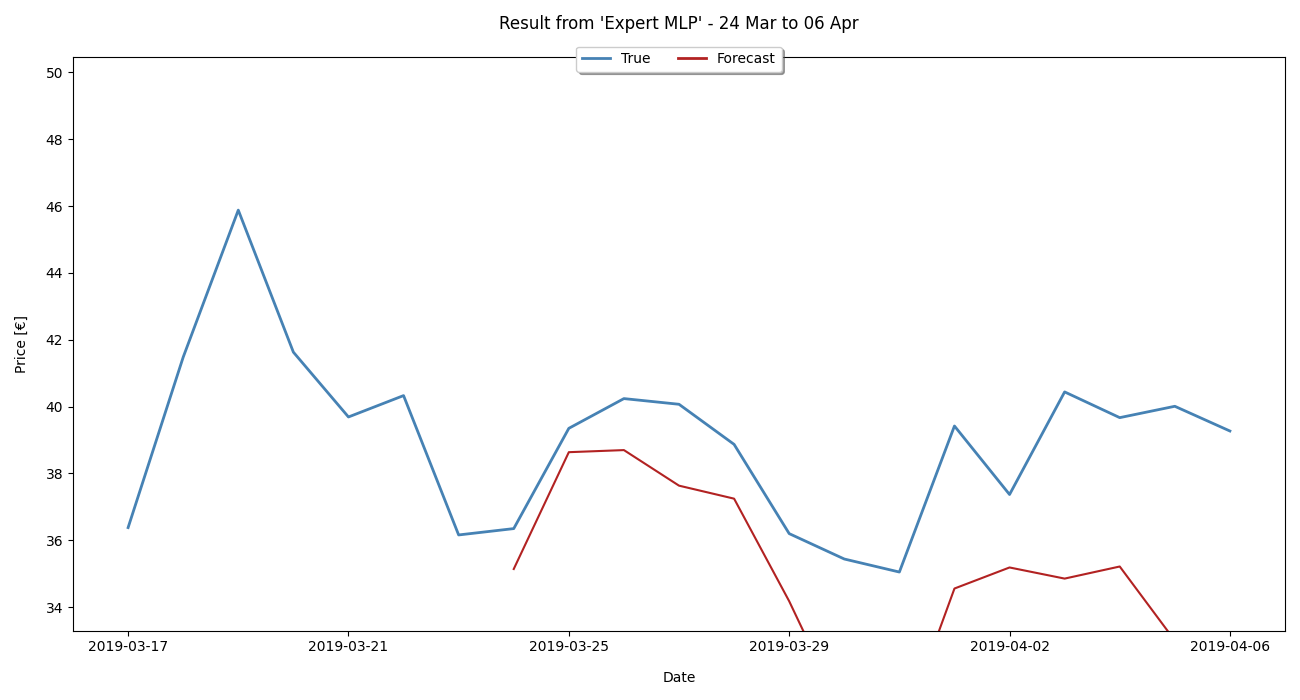 Result from 'Expert MLP' - 24 Mar to 06 Apr
True Forecast
50
48
46
44
42
40
38
36
34
Price [€]
2019-03-17 2019-03-21 2019-03-25 2019-03-29 2019-04-02 2019-04-06
Date